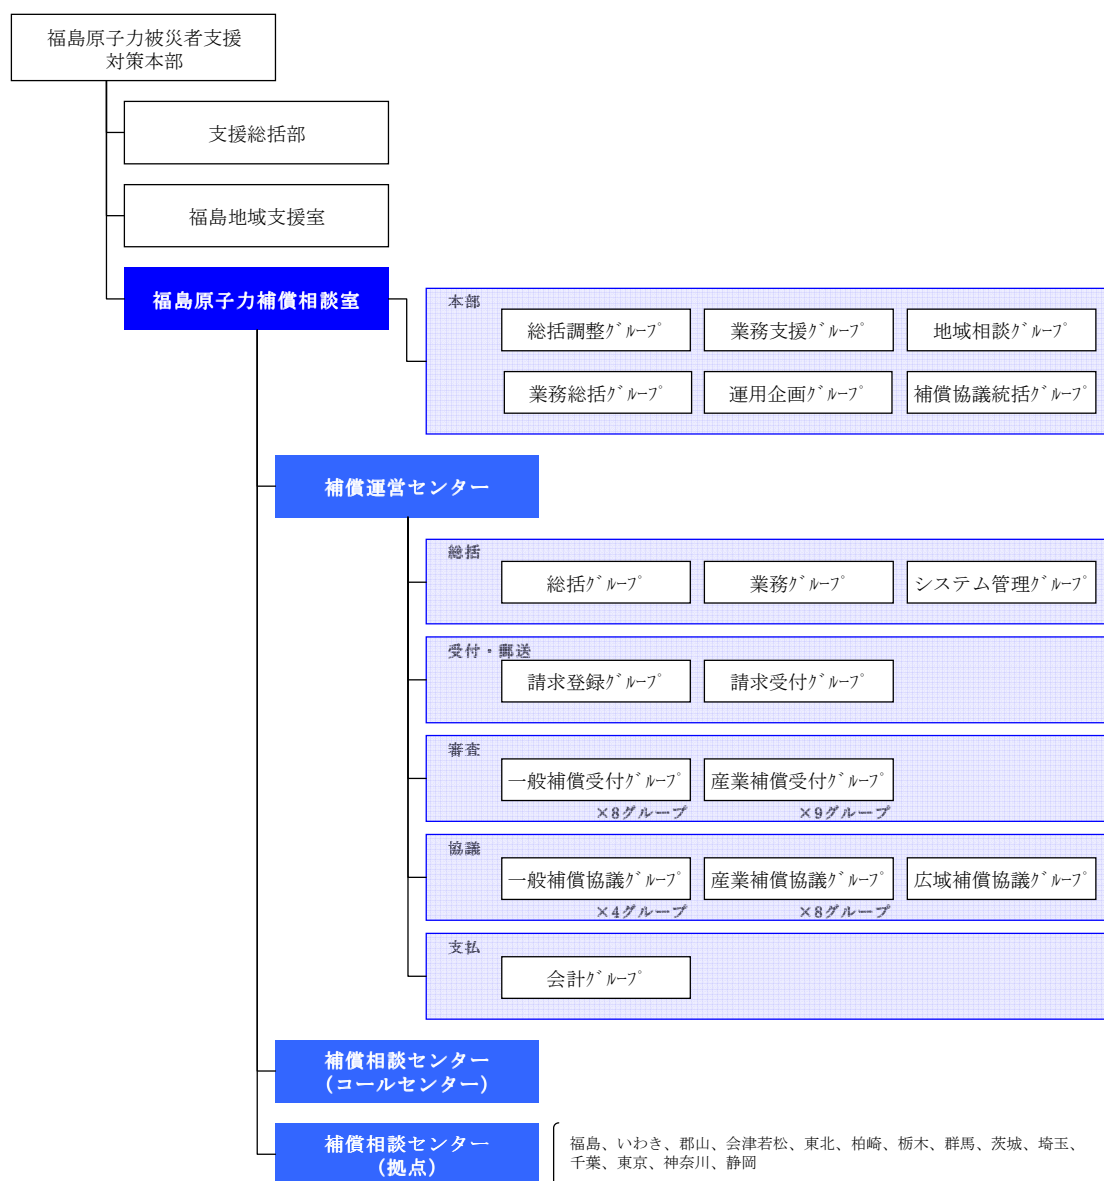 福島原子力被災者支援
対策本部
支援総括部
福島地域支援室
福島原子力補償相談室
本部
総括調整ｸﾞﾙｰﾌﾟ
業務支援ｸﾞﾙｰﾌﾟ
地域相談ｸﾞﾙｰﾌﾟ
業務総括ｸﾞﾙｰﾌﾟ
運用企画ｸﾞﾙｰﾌﾟ
補償協議統括ｸﾞﾙｰﾌﾟ
補償運営センター
総括
総括ｸﾞﾙｰﾌﾟ
業務ｸﾞﾙｰﾌﾟ
システム管理ｸﾞﾙｰﾌﾟ
受付・郵送
請求登録ｸﾞﾙｰﾌﾟ
請求受付ｸﾞﾙｰﾌﾟ
審査
一般補償受付ｸﾞﾙｰﾌﾟ
産業補償受付ｸﾞﾙｰﾌﾟ
×8グループ
×9グループ
協議
一般補償協議ｸﾞﾙｰﾌﾟ
産業補償協議ｸﾞﾙｰﾌﾟ
広域補償協議ｸﾞﾙｰﾌﾟ
×4グループ
×8グループ
支払
会計ｸﾞﾙｰﾌﾟ
補償相談センター
(コールセンター)
補償相談センター
(拠点)
福島、いわき、郡山、会津若松、東北、柏崎、栃木、群馬、茨城、埼玉、
千葉、東京、神奈川、静岡